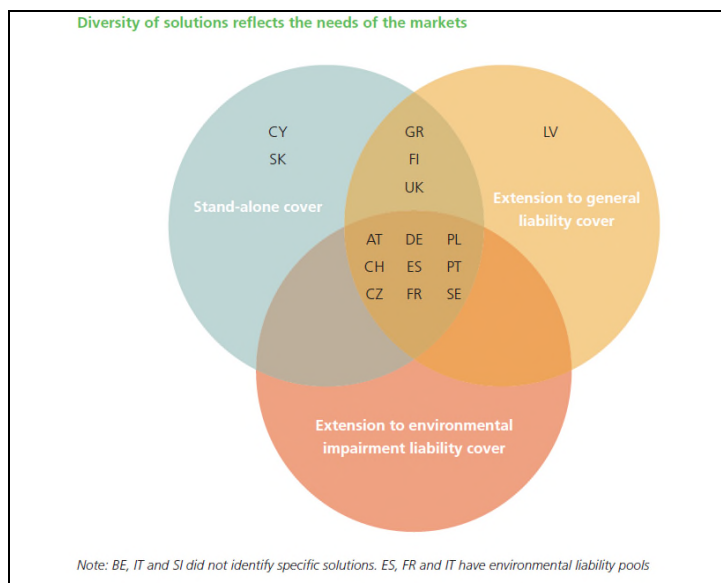 Diversity of solutions reflects the needs of the markets
CY
SK
GR
FI
UK
LV
Stand-alone cover
Extension to general
liability cover
AT DE PL
CH ES PT
CZ FR SE
Extension to environmental
impairment liability cover
Note: BE, IT and SI did not identify specific solutions. ES, FR and IT have environmental liability pools